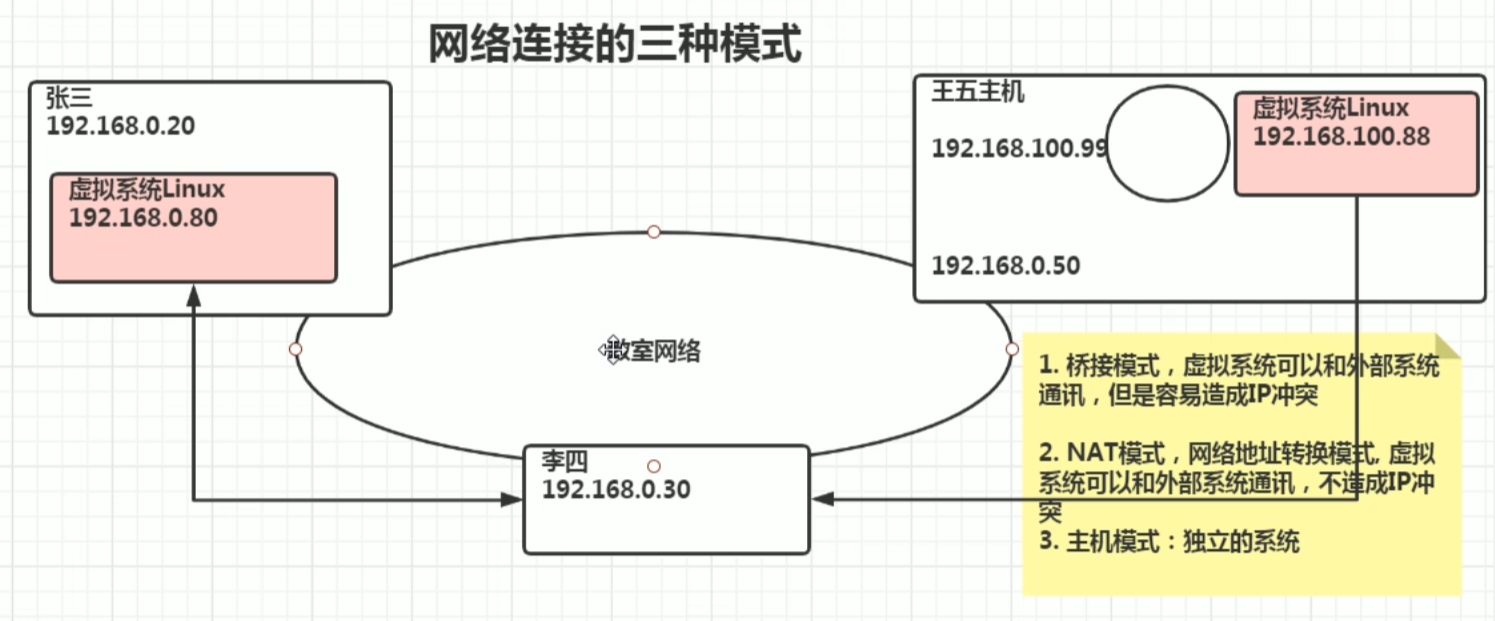 网络连接的三种模式
张三
192.168.0.20
虚拟系统Linux
192.168.0.80
王五主机
192.168.100.99
192.168.0.50
虚拟系统Linux
192.168.100.88
教室网络
李四
192.168.0.30
1. 桥接模式，虚拟系统可以和外部系统
通讯，但是容易造成IP冲突
2. NAT模式，网络地址转换模式, 虚拟
系统可以和外部系统通讯，不造成IP冲
突
3. 主机模式：独立的系统